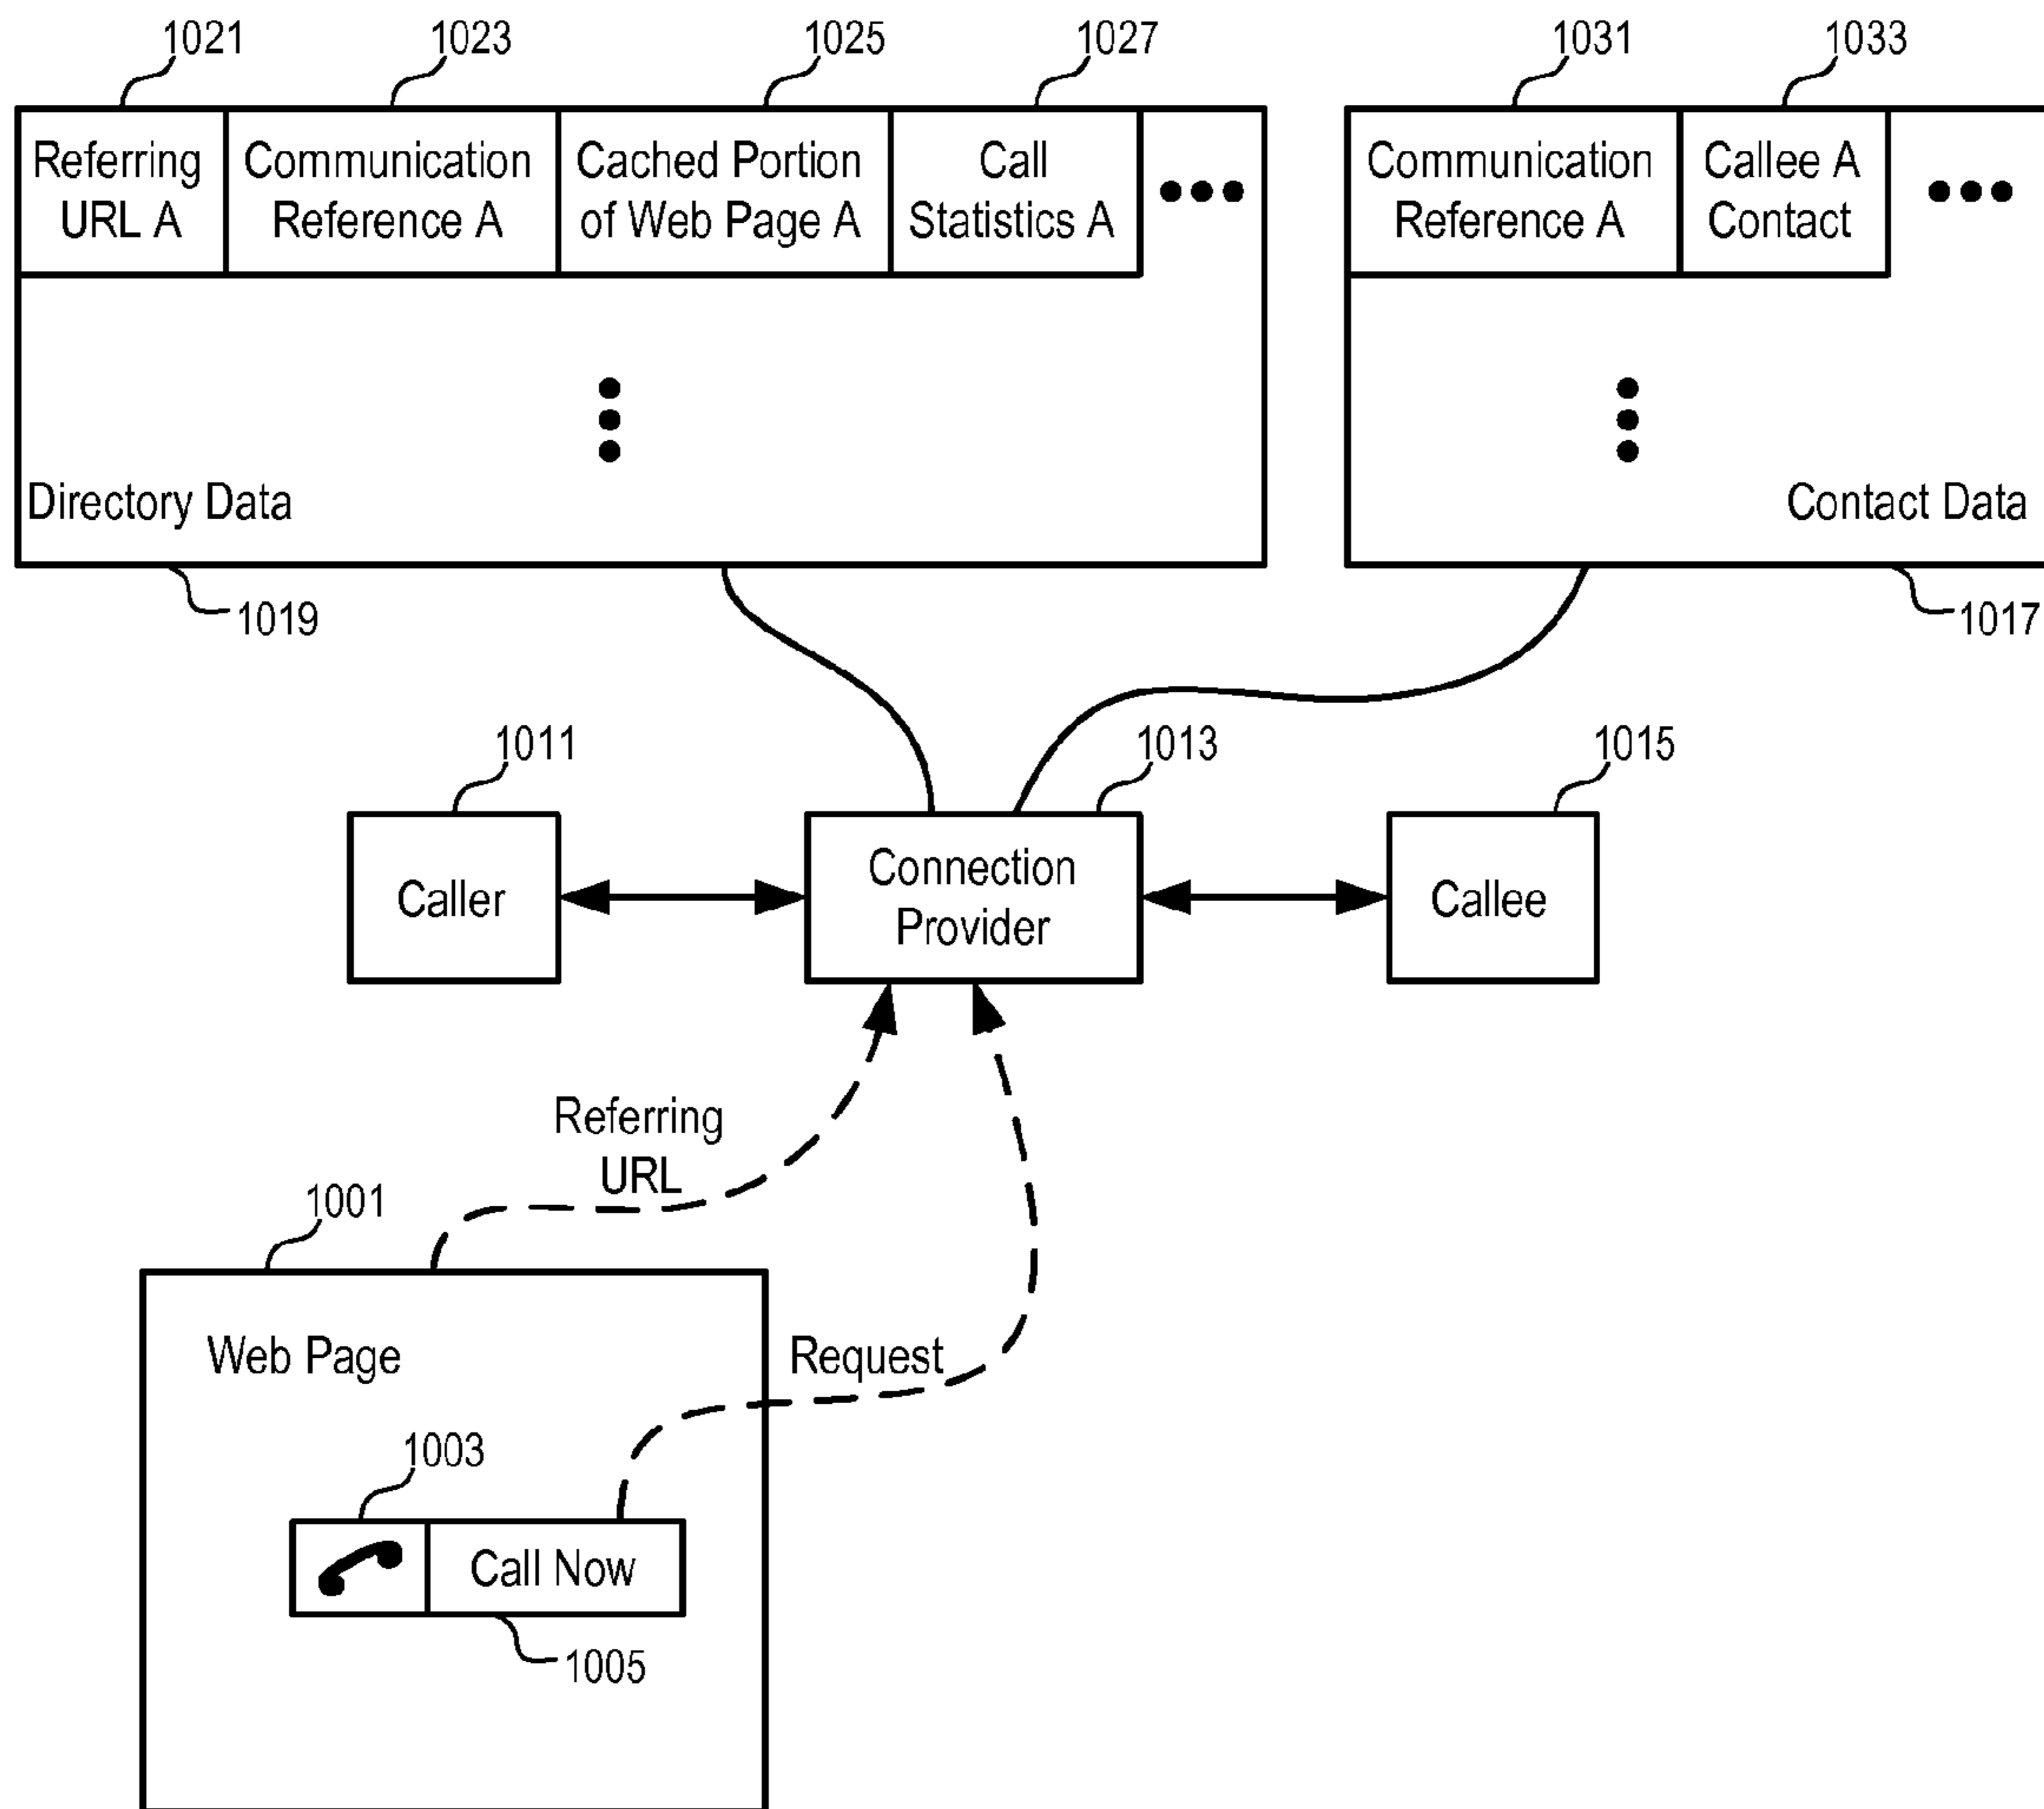 1021
1023
1025
1027
1031
1033
Referring
URL A
Communication
Reference A
Cached Portion
of Web Page A
Call
Statistics A
Communication
Reference A
Callee A
Contact
Directory Data
Contact Data
1019
1017
1011
1013
1015
Caller
Connection
Provider
Callee
Referring
URL
1001
Web Page
Request
1003
Call Now
1005